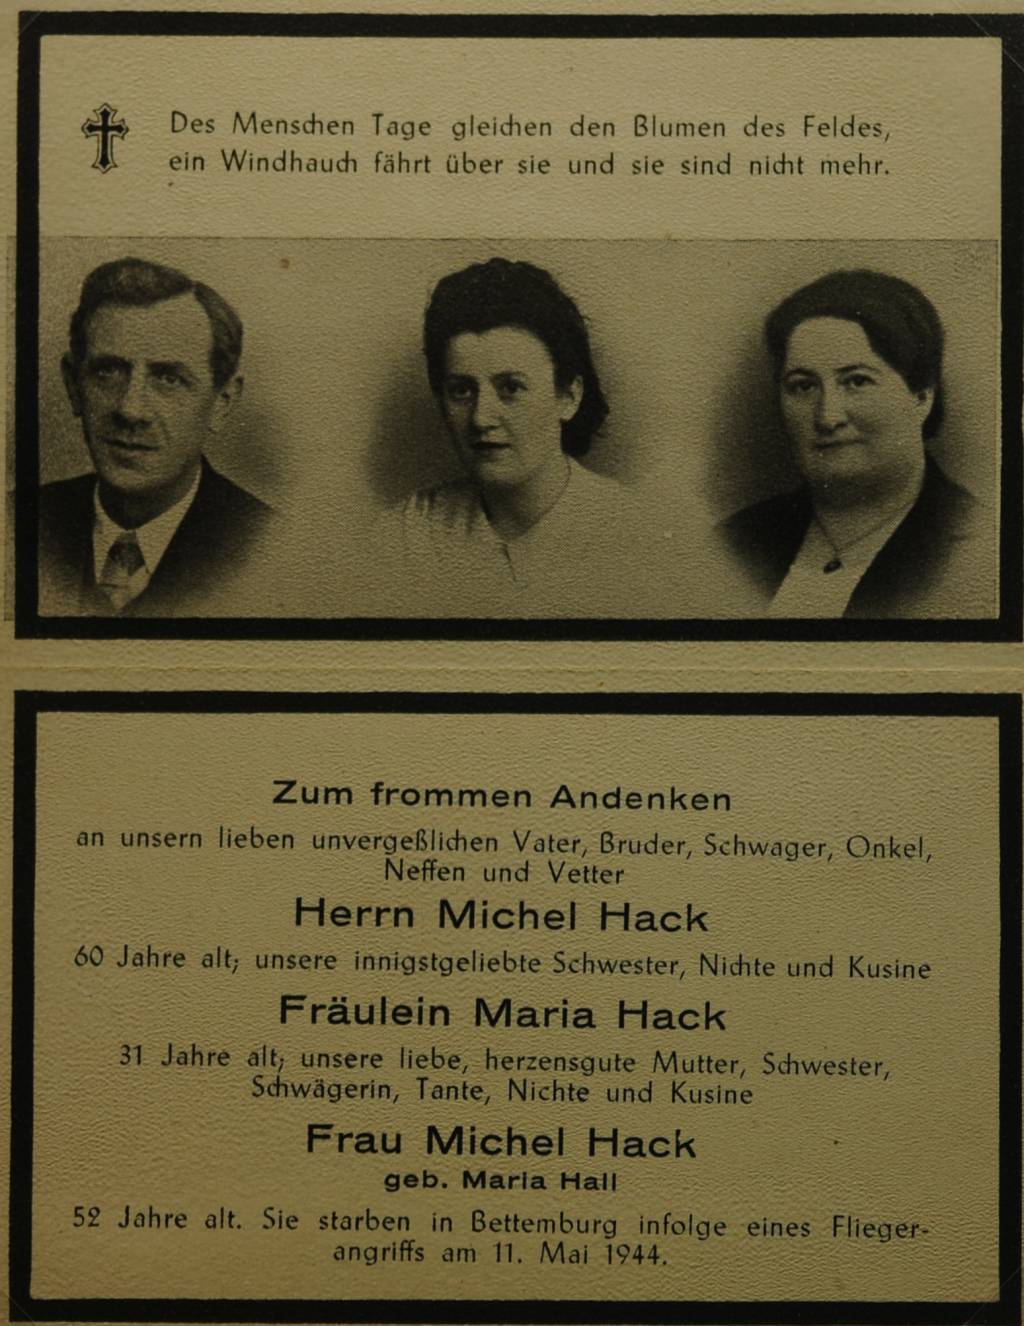 Des Menschen Tage gleichen den Blumen des Feldes,
ein Windhauch fährt über sie und sie sind nicht mehr.
Zum frommen Andenken
an unsern lieben unvergeßlichen Vater, Bruder, Schwager, Onkel,
Neffen und Vetter
Herrn Michel Hack
60 Jahre alt; unsere innigstgeliebte Schwester, Nichte und Kusine
Fräulein Maria Hack
31 Jahre alt; unsere liebe, herzensgute Mutter, Schwester,
Schwägerin, Tante, Nichte und Kusine
Frau Michel Hack
geb. Maria Hall
52 Jahre alt. Sie starben in Bettemburg infolge eines Flieger-
angriffs am 11. Mai 1944.